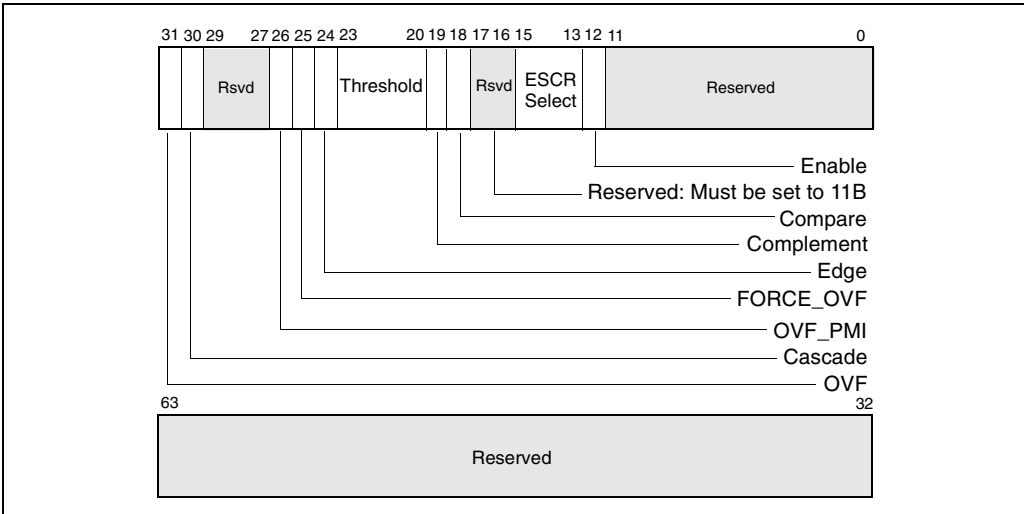 31 30 29 27 26 25 24 23 20 19 18 17 16 15 13 12 11 0
Rsvd Threshold Rsvd ESCR Reserved
Select
Enable
Reserved: Must be set to 11B
Compare
Complement
Edge
FORCE_OVF
OVF_PMI
Cascade
OVF
63 32
Reserved